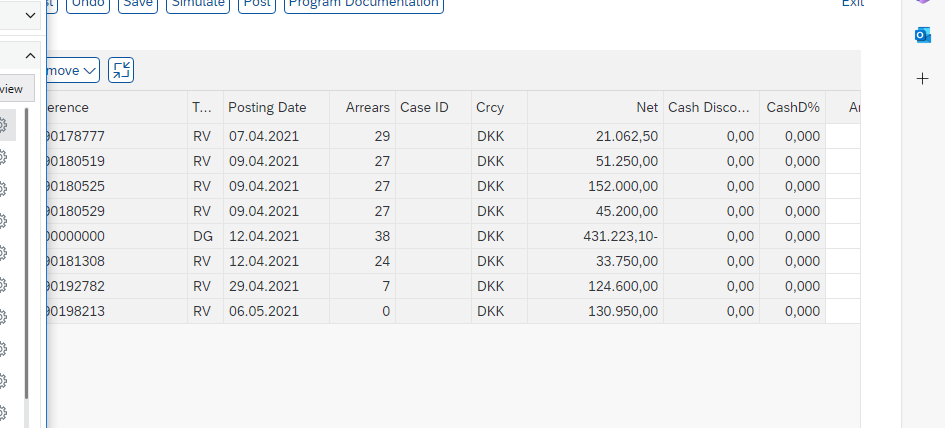 Undo Save Simulate Post Program Documentation Exit
move
view
erence T... Posting Date Arrears Case ID Crcy Net Cash Disco... CashD%
90178777 RV 07.04.2021 29 DKK 21.062,50 0,00 0,000
90180519 RV 09.04.2021 27 DKK 51.250,00 0,00 0,000
90180525 RV 09.04.2021 27 DKK 152.000,00 0,00 0,000
90180529 RV 09.04.2021 27 DKK 45.200,00 0,00 0,000
00000000 DG 12.04.2021 38 DKK 431.223,10- 0,00 0,000
90181308 RV 12.04.2021 24 DKK 33.750,00 0,00 0,000
90192782 RV 29.04.2021 7 DKK 124.600,00 0,00 0,000
90198213 RV 06.05.2021 0 DKK 130.950,00 0,00 0,000